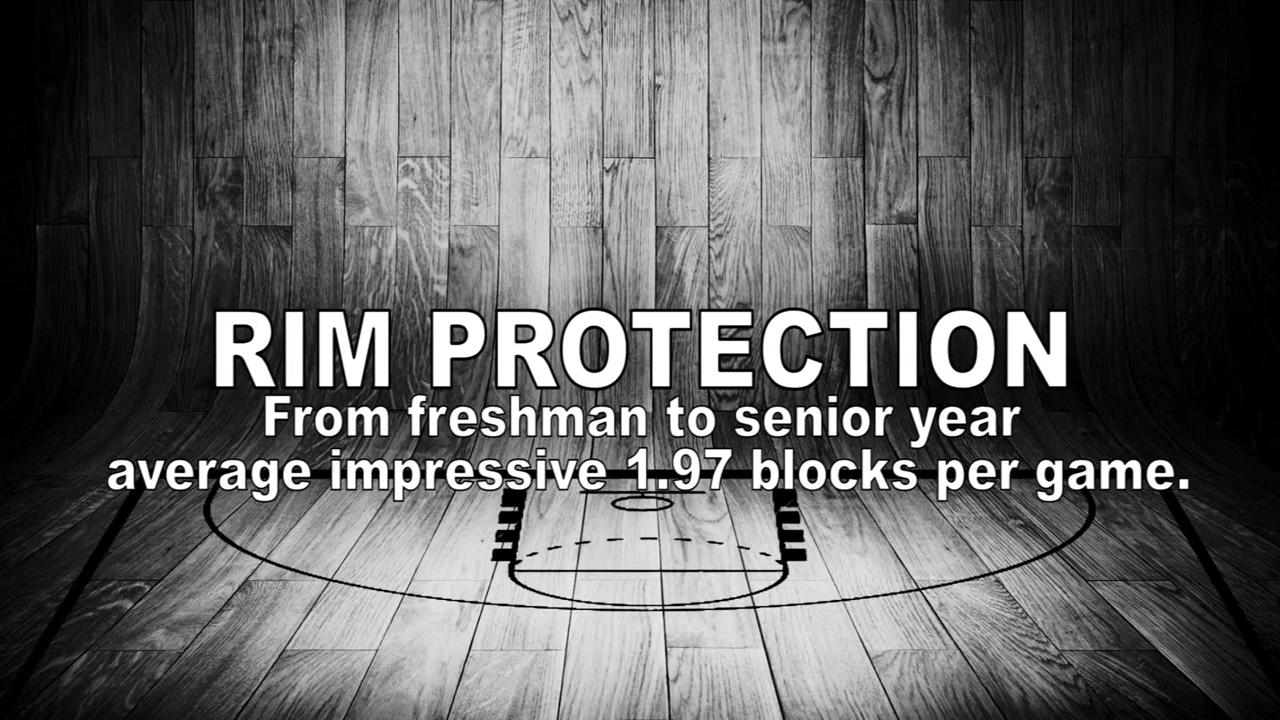 RIM PROTECTION
From freshman to senior year
average impressive 1.97 blocks per game.